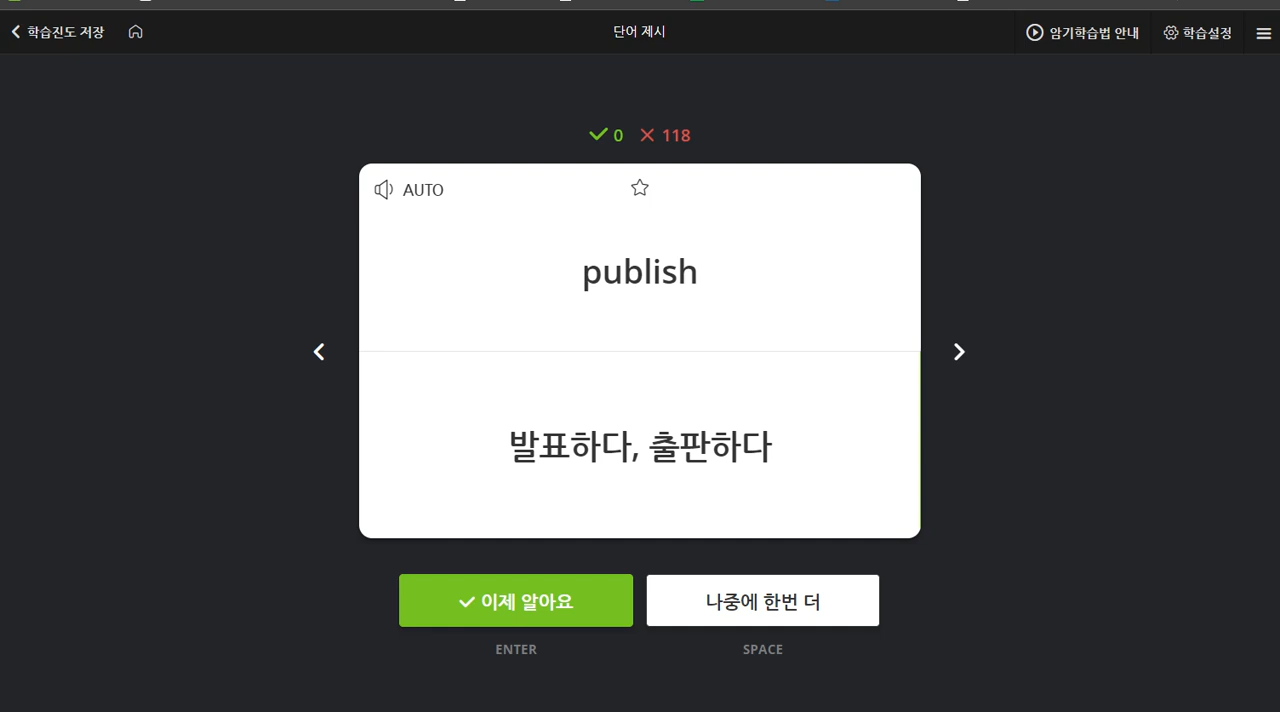 학습진도 저장
단어 제시
암기학습법 안내
학습설정
0 118
AUTO
publish
발표하다, 출판하다
이제 알아요
나중에 한번 더
ENTER
SPACE